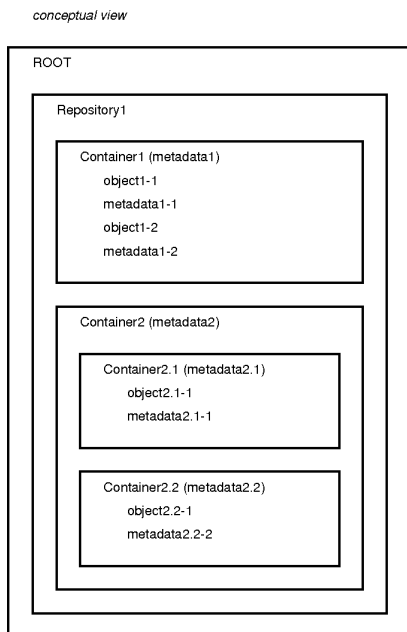 conceptual view
ROOT
Repository1
Container1 (metadata1)
object1-1
metadata1-1
object1-2
metadata1-2
Container2 (metadata2)
Container2.1 (metadata2.1)
object2.1-1
metadata2.1-1
Container2.2 (metadata2.2)
object2.2-1
metadata2.2-2